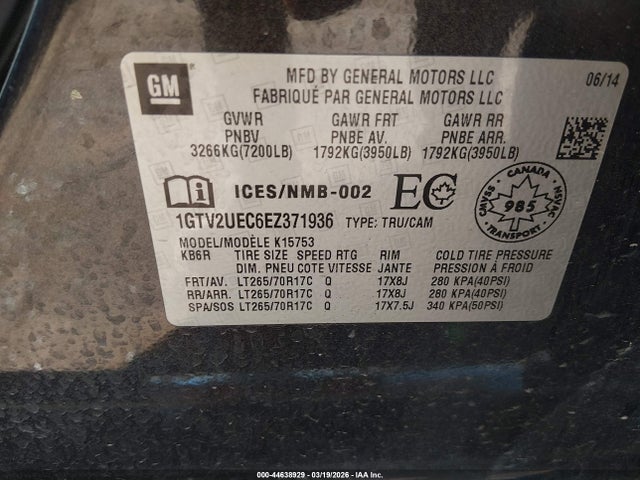 GM
MFD BY GENERAL MOTORS LLC
06/14
FABRIQUÉ PAR GENERAL MOTORS LLC
GVWR GAWR FRT GAWR RR
PNBV PNBE AV. PNBE ARR.
3266KG(7200LB) 1792KG(3950LB) 1792KG(3950LB)
ICES/NMB-002 EC
CANADA
CMVSS 985 NSVAC
1GTV2UEC6EZ371936 TYPE: TRU/CAM
MODEL/MODÈLE K15753
KB6R TIRE SIZE SPEED RTG RIM COLD TIRE PRESSURE
DIM. PNEU COTE VITESSE JANTE PRESSION À FROID
FRT/AV. LT265/70R17C Q 17X8J 280 KPA(40PSI)
RR/ARR. LT265/70R17C Q 17X8J 280 KPA(40PSI)
SPA/SOS LT265/70R17C Q 17X7.5J 340 KPA(50PSI)
000-44638929 - 03/19/2026 - IAA Inc.